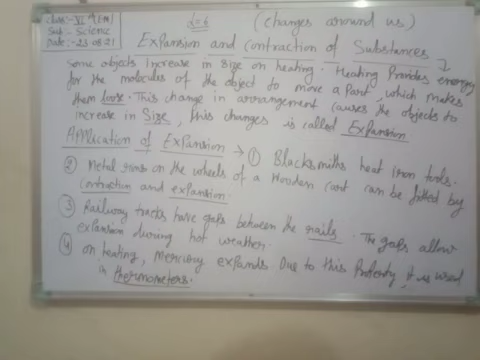 Class:- VI th (EM)
Sub:- Science
Date:- 23.08.21
L.0.6 (changes around us)
Expansion and Contraction of Substances
Some objects increase in size on heating. Heating Provides energy
for the molecules of the object to move a Part, which makes
them loose. This change in arrangement causes the objects to
increase in Size, this changes is called Expansion
Application of Expansion → ① Blacksmiths heat iron tools.
② Metal rims on the wheels of a wooden cart can be fitted by
Contraction and expansion.
③ Railway tracks have gaps between the rails. The gaps allow
expansion during hot weather.
④ on heating, mercury expands. Due to this Property, it is used
in thermometers.